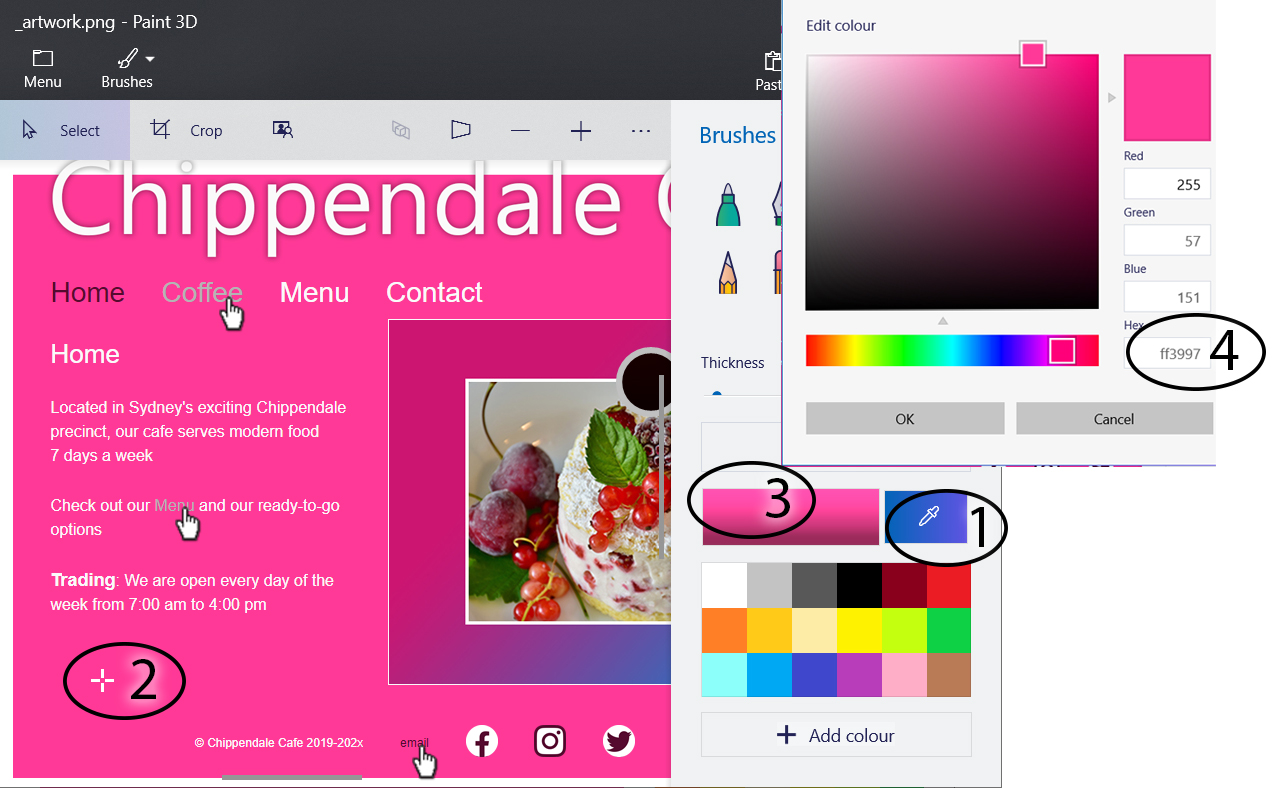 _artwork.png - Paint 3D
Menu
Brushes
Past
Select
Crop
Chippendale
Home
Coffee
Menu
Contact
Home
Located in Sydney's exciting Chippendale
precinct, our cafe serves modern food
7 days a week
Check out our Menu and our ready-to-go
options
Trading: We are open every day of the
week from 7:00 am to 4:00 pm
2
© Chippendale Cafe 2019-202x
email
Brushes
Thickness
3
1
Add colour
Edit colour
Red
255
Green
57
Blue
151
Hex
ff3997
4
OK
Cancel